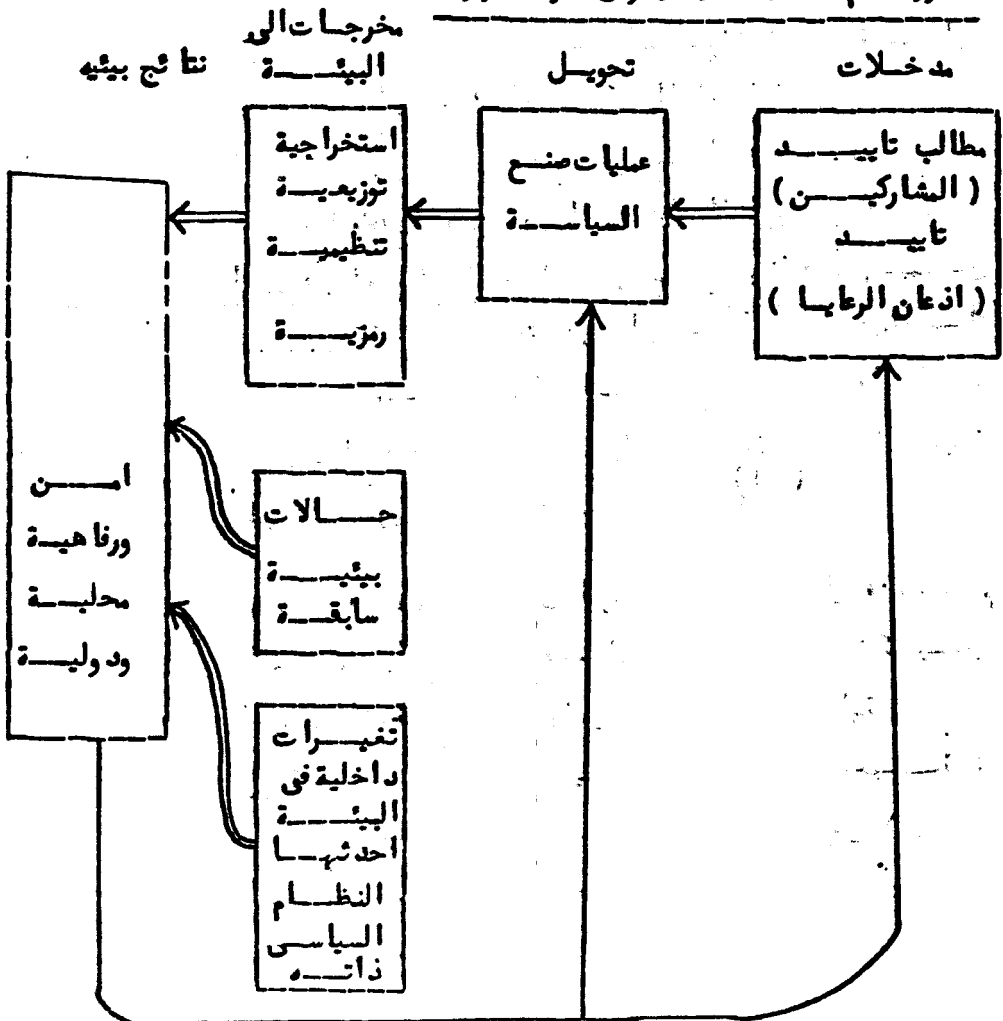 مدخلات
تحويل
مخرجات الى
البيئة
نتائج بيئيه
مطالب تاييد
(المشاركين)
تاييد
(اذعان الرعايا)
عمليات صنع
السياسة
استخراجية
توزيعية
تنظيمية
رمزية
امن
ورفاهية
محلية
ودولية
حالات
بيئية
سابقة
تغيرات
داخلية فى
البيئة
احدثها
النظام
السياسى
ذاته